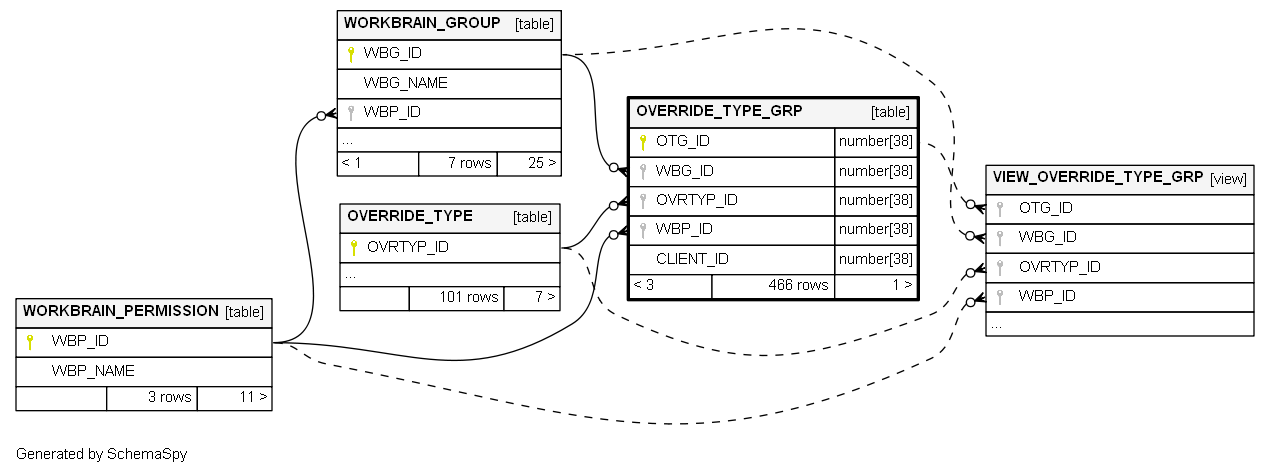 WORKBRAIN_GROUP [table]
WBG_ID
WBG_NAME
WBP_ID
...
< 1 7 rows 25 >
OVERRIDE_TYPE [table]
OVRTYP_ID
...
101 rows 7 >
WORKBRAIN_PERMISSION [table]
WBP_ID
WBP_NAME
3 rows 11 >
OVERRIDE_TYPE_GRP [table]
OTG_ID number[38]
WBG_ID number[38]
OVRTYP_ID number[38]
WBP_ID number[38]
CLIENT_ID number[38]
< 3 466 rows 1 >
VIEW_OVERRIDE_TYPE_GRP [view]
OTG_ID
WBG_ID
OVRTYP_ID
WBP_ID
...
Generated by SchemaSpy